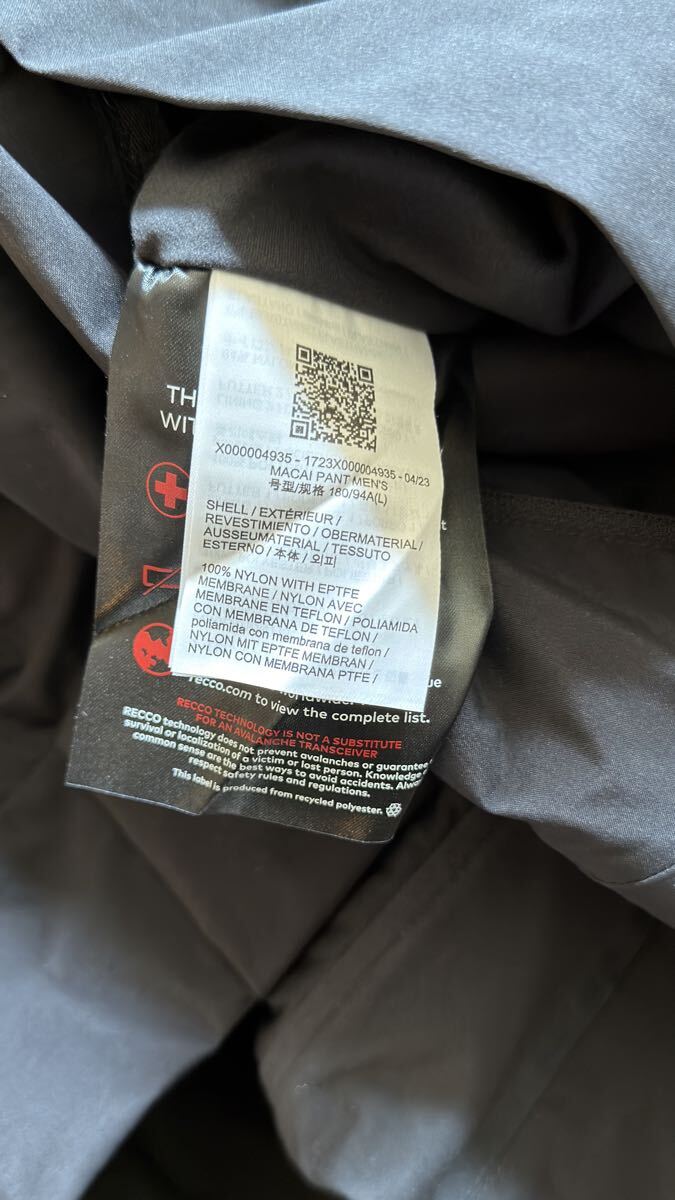 TH
WIT
X000004935 - 1723X000004935 - 04/23
MACAI PANT MEN'S
号型/规格 180/94A(L)
SHELL / EXTÉRIEUR /
REVESTIMIENTO / OBERMATERIAL/
AUSSEUMATERIAL / TESSUTO
ESTERNO / 本体 / 외피
100% NYLON WITH EPTFE
MEMBRANE / NYLON AVEC
MEMBRANE EN TEFLON / POLIAMIDA
CON MEMBRANA DE TEFLON /
poliamida con membrana de teflon /
NYLON MIT EPTFE MEMBRAN /
NYLON CON MEMBRANA PTFE /
ue
recco.com to view the complete list.
RECCO TECHNOLOGY IS NOT A SUBSTITUTE
FOR AN AVALANCHE TRANSCEIVER
RECCO technology does not prevent avalanches or guarantee
survival or localization of a victim or lost person. Knowledge
common sense are the best ways to avoid accidents. Alwa
respect safety rules and regulations.
This label is produced from recycled polyester.